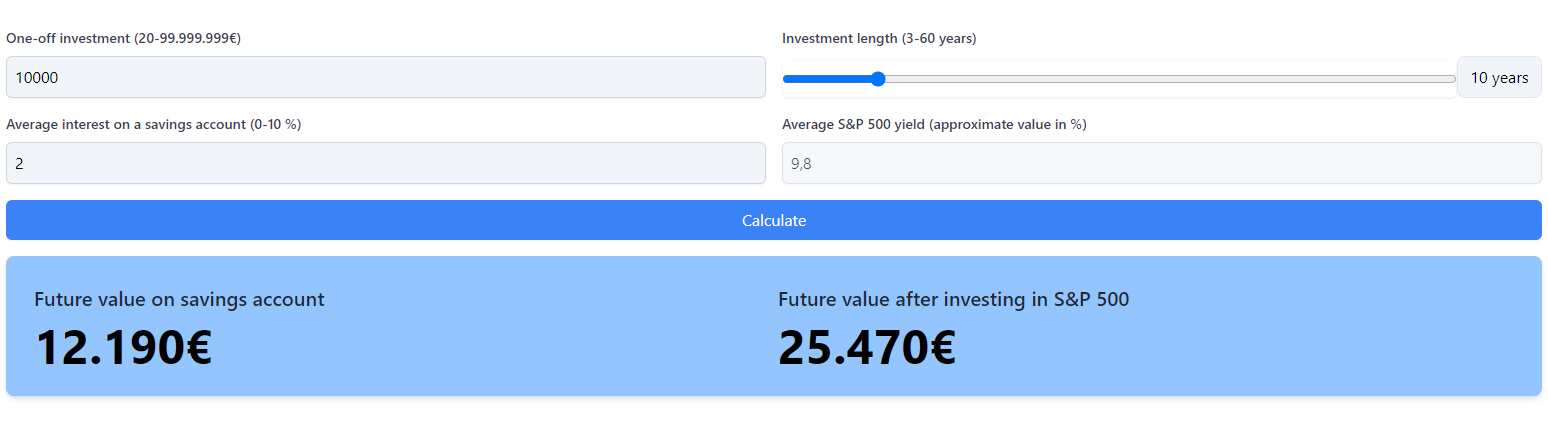 One-off investment (20-99.999.999€)
10000
Investment length (3-60 years)
10 years
Average interest on a savings account (0-10 %)
2
Average S&P 500 yield (approximate value in %)
9,8
Calculate
Future value on savings account
12.190€
Future value after investing in S&P 500
25.470€